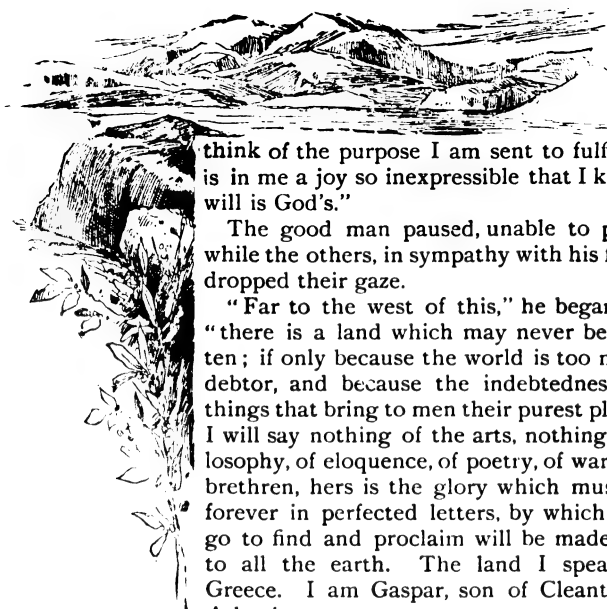 think of the purpose I am sent to fulf
is in me a joy so inexpressible that I k
will is God's."
The good man paused, unable to p
while the others, in sympathy with his f
dropped their gaze.
"Far to the west of this," he began
"there is a land which may never be
ten; if only because the world is too m
debtor, and because the indebtednes
things that bring to men their purest pl
I will say nothing of the arts, nothing
losophy, of eloquence, of poetry, of war
brethren, hers is the glory which mus
forever in perfected letters, by which
go to find and proclaim will be made
to all the earth. The land I spea
Greece. I am Gaspar, son of Cleant